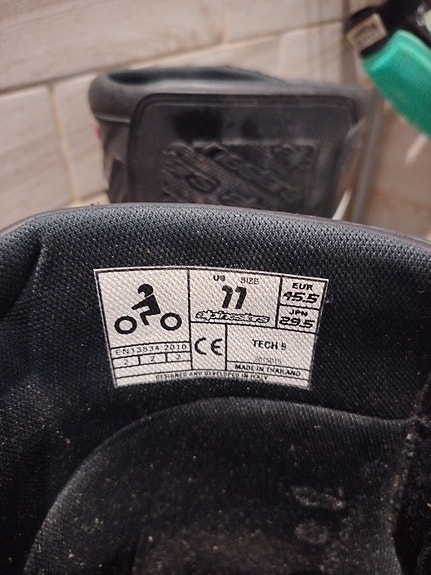 US SIZE
11
alpinestars
EUR
45.5
JPN
29.5
EN13634:2010
2 2 2
CE
TECH 5
2015015
MADE IN THAILAND
DESIGNED AND DEVELOPED IN ITALY